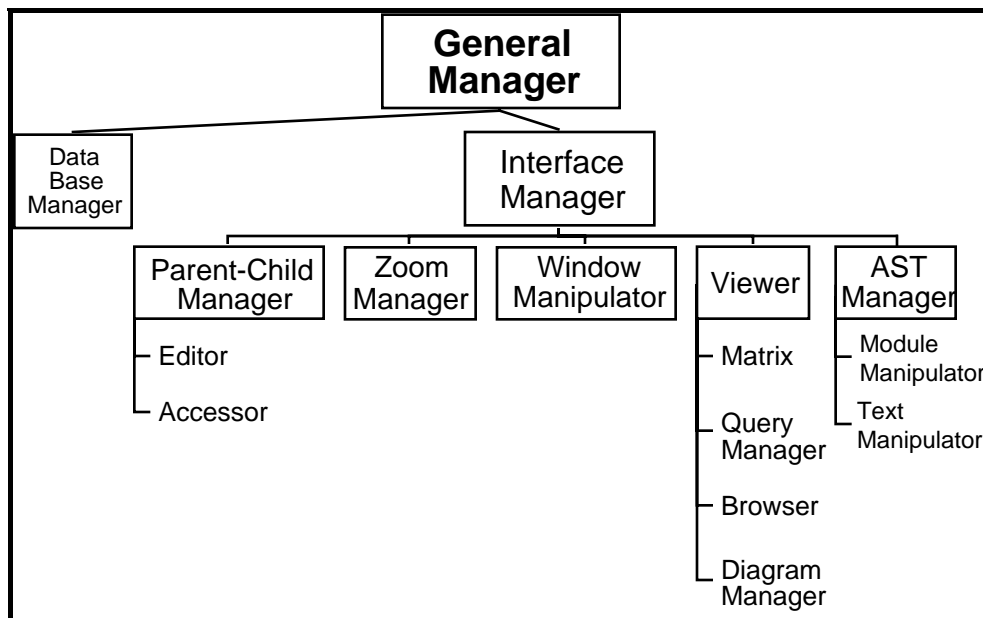 General
Manager
Data
Base
Manager
Interface
Manager
Parent-Child
Manager
Zoom
Manager
Window
Manipulator
Viewer
AST
Manager
Editor
Accessor
Matrix
Query
Manager
Browser
Diagram
Manager
Module
Manipulator
Text
Manipulator